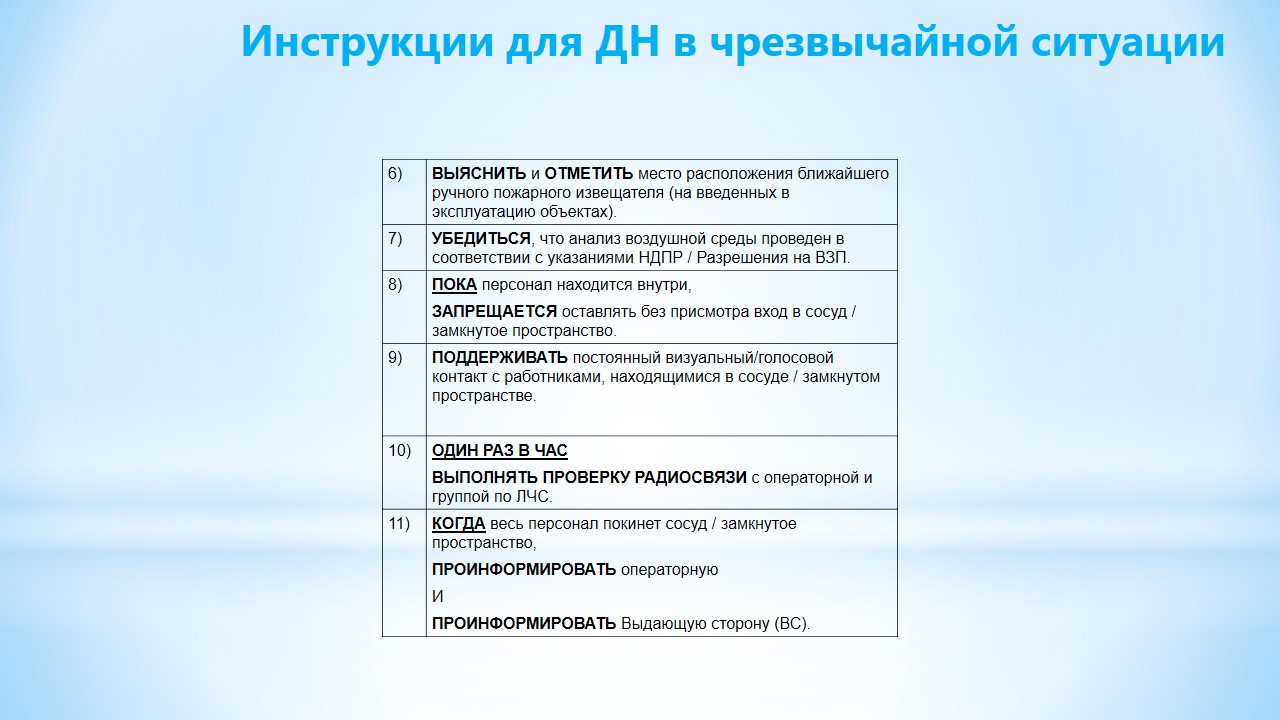 Инструкции для ДН в чрезвычайной ситуации
6) ВЫЯСНИТЬ и ОТМЕТИТЬ место расположения ближайшего
ручного пожарного извещателя (на введенных в
эксплуатацию объектах).
7) УБЕДИТЬСЯ, что анализ воздушной среды проведен в
соответствии с указаниями НДПР / Разрешения на ВЗП.
8) ПОКА персонал находится внутри,
ЗАПРЕЩАЕТСЯ оставлять без присмотра вход в сосуд /
замкнутое пространство.
9) ПОДДЕРЖИВАТЬ постоянный визуальный/голосовой
контакт с работниками, находящимися в сосуде / замкнутом
пространстве.
10) ОДИН РАЗ В ЧАС
ВЫПОЛНЯТЬ ПРОВЕРКУ РАДИОСВЯЗИ с операторной и
группой по ЛЧС.
11) КОГДА весь персонал покинет сосуд / замкнутое
пространство,
ПРОИНФОРМИРОВАТЬ операторную
И
ПРОИНФОРМИРОВАТЬ Выдающую сторону (ВС).